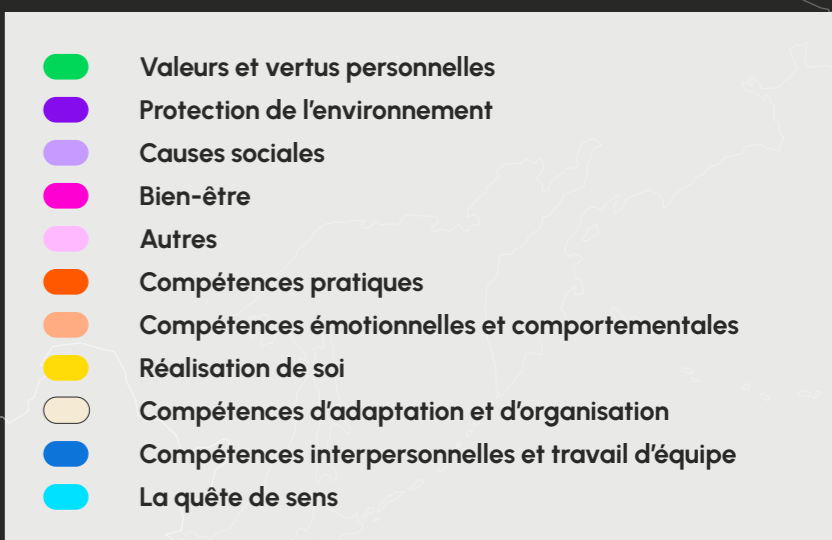 Valeurs et vertus personnelles
Protection de l'environnement
Causes sociales
Bien-être
Autres
Compétences pratiques
Compétences émotionnelles et comportementales
Réalisation de soi
Compétences d'adaptation et d'organisation
Compétences interpersonnelles et travail d'équipe
La quête de sens